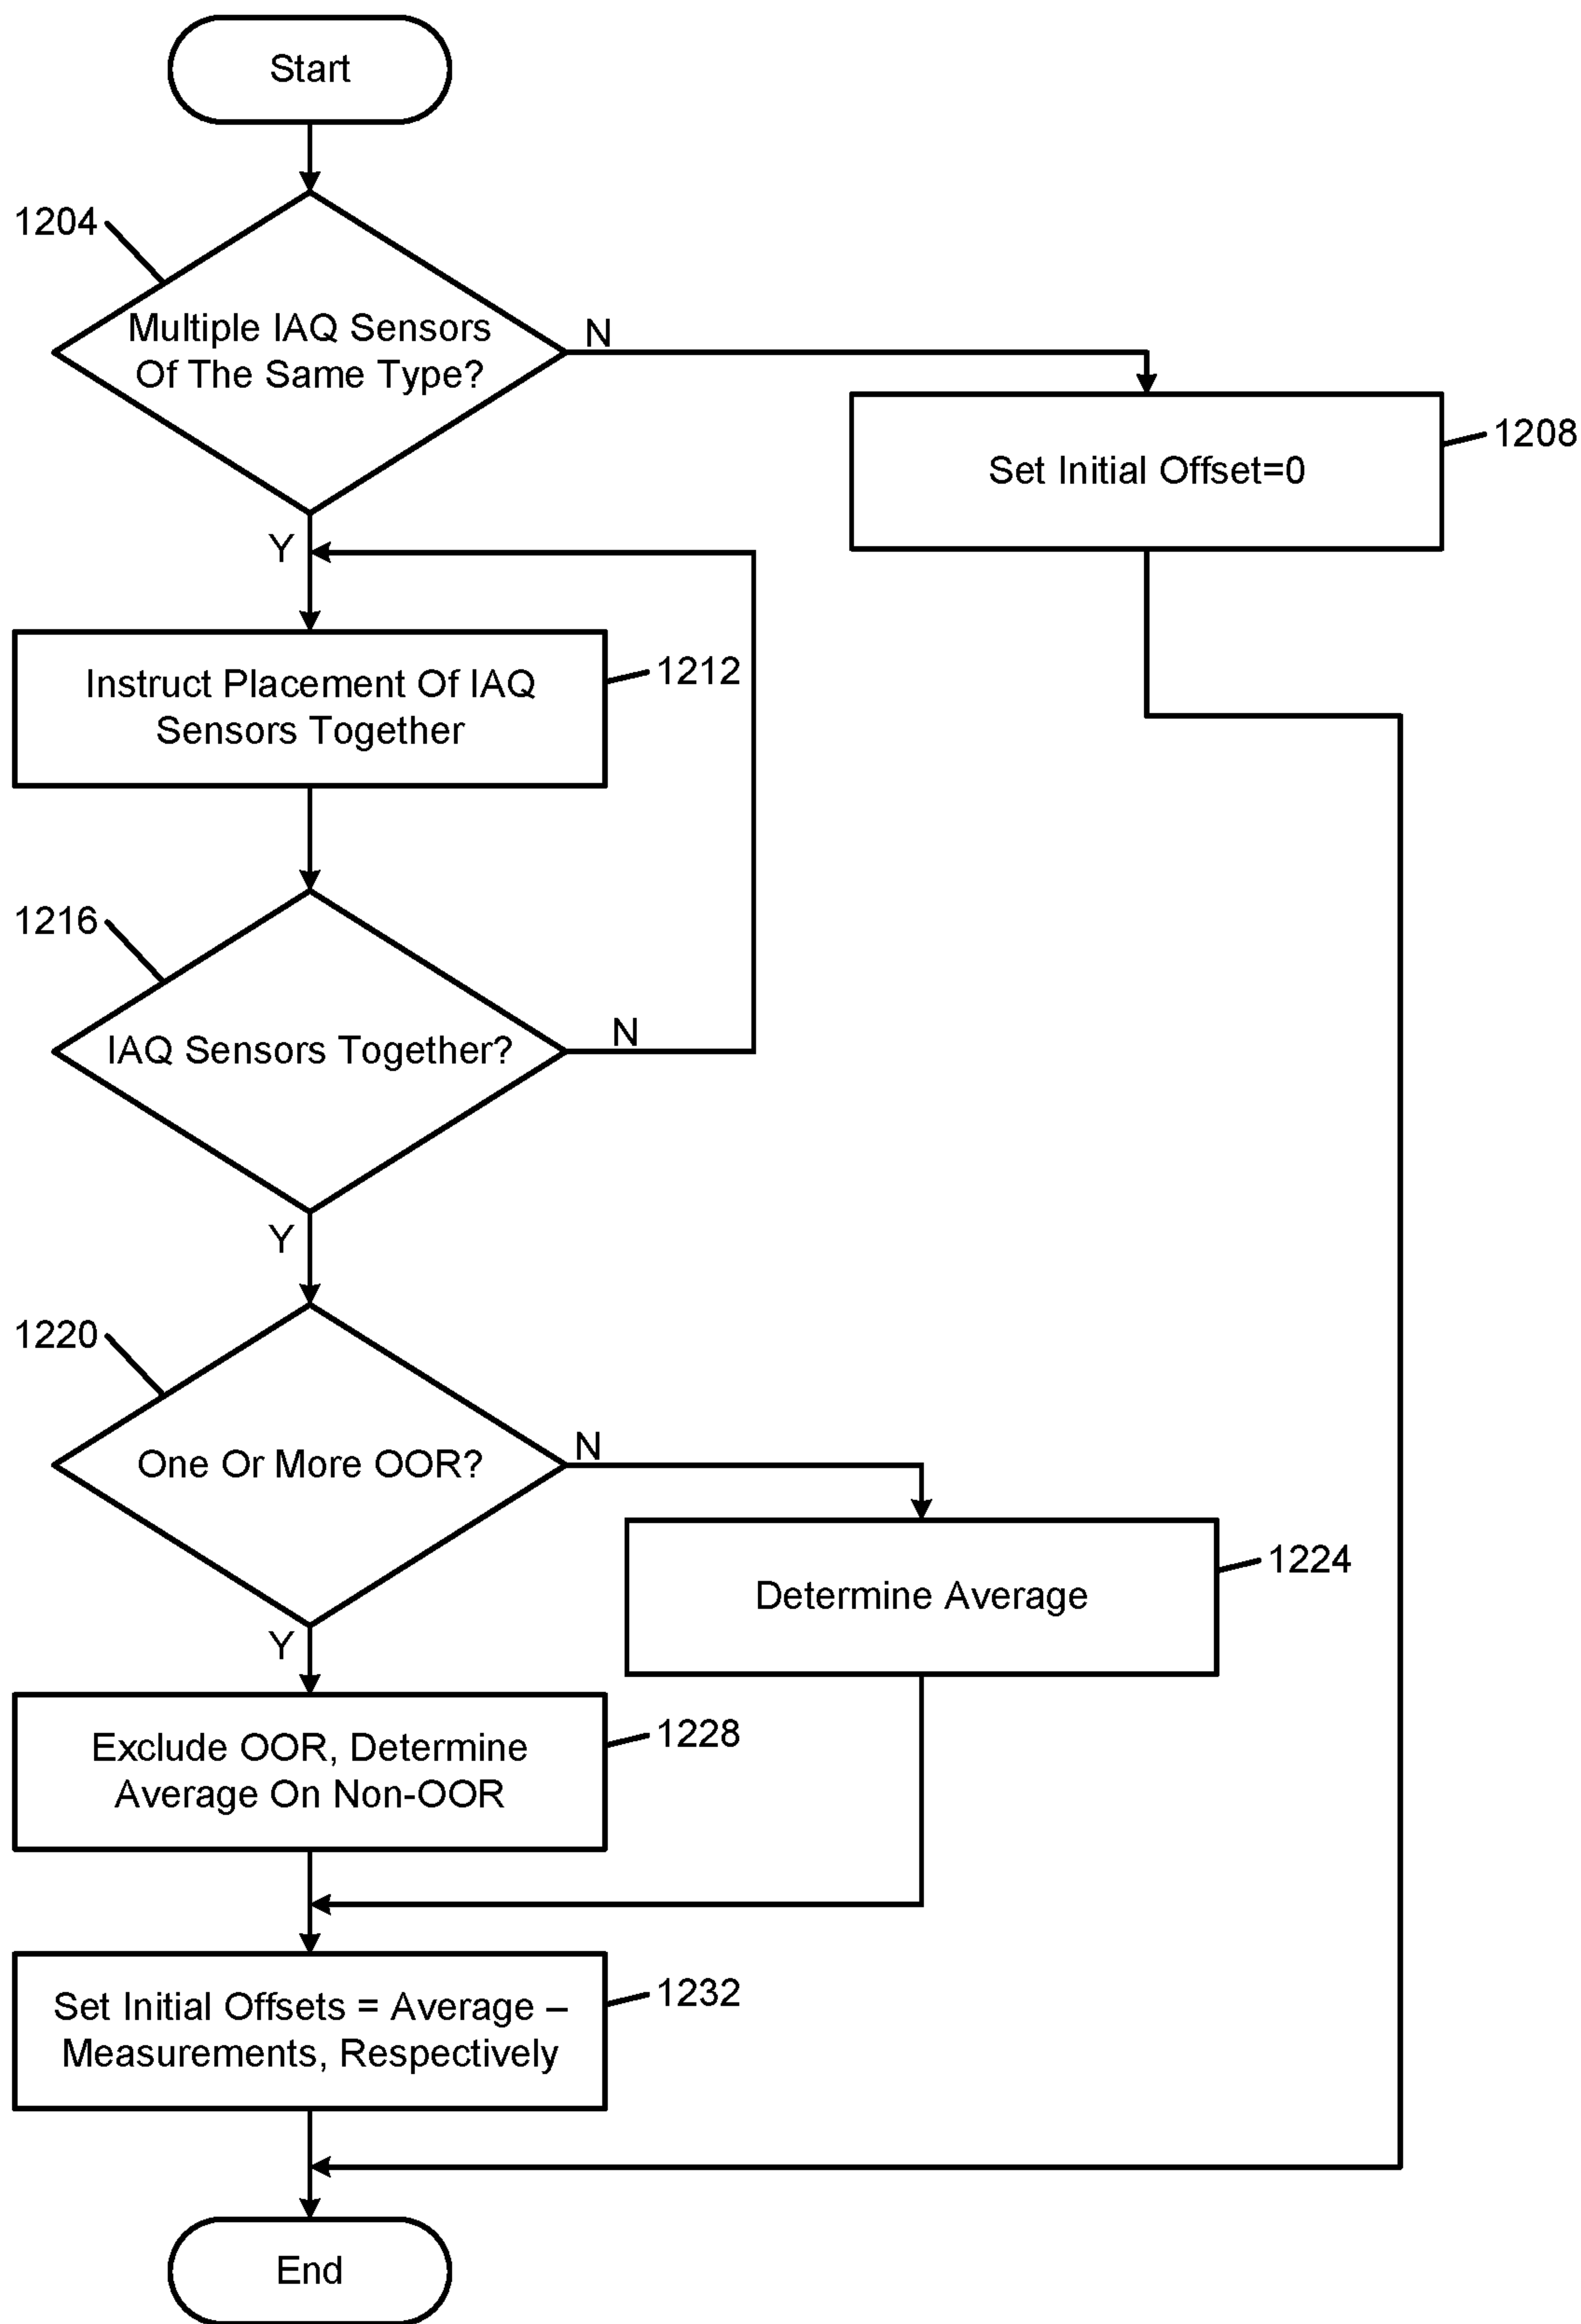 Start
1204
Multiple IAQ Sensors
Of The Same Type?
N
1208
Set Initial Offset=0
Y
Instruct Placement Of IAQ
Sensors Together
1212
1216
IAQ Sensors Together?
N
Y
1220
One Or More OOR?
N
1224
Determine Average
Y
Exclude OOR, Determine
Average On Non-OOR
1228
Set Initial Offsets = Average –
Measurements, Respectively
1232
End